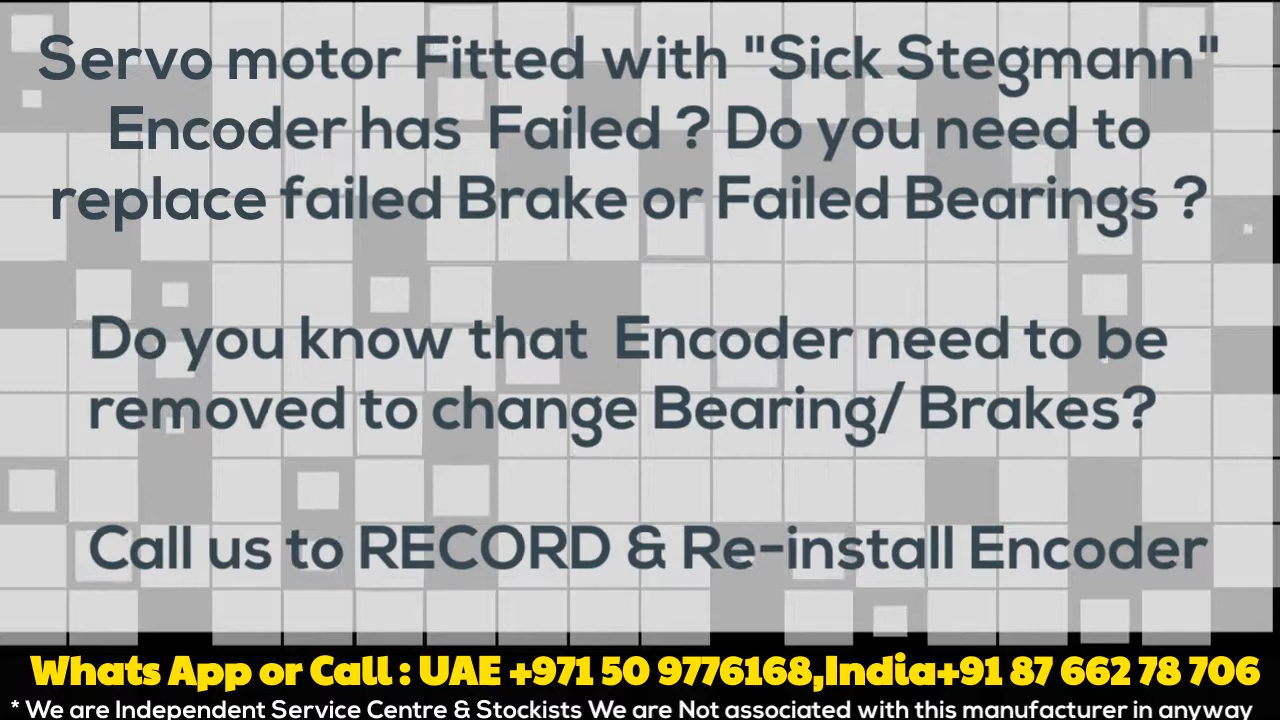 Servo motor Fitted with "Sick Stegmann"
Encoder has Failed ? Do you need to
replace failed Brake or Failed Bearings ?
Do you know that Encoder need to be
removed to change Bearing/ Brakes?
Call us to RECORD & Re-install Encoder
Whats App or Call : UAE +971 50 9776168,India+91 87 662 78 706
* We are Independent Service Centre & Stockists We are Not associated with this manufacturer in anyway